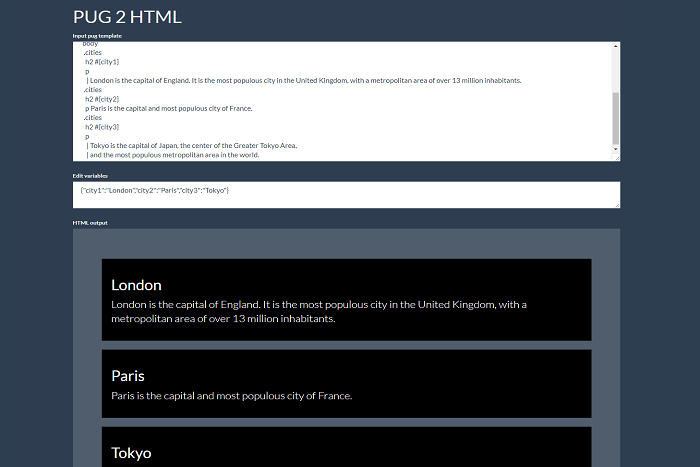 PUG 2 HTML
Input pug template
body
.cities
h2 #{city1}
p
| London is the capital of England. It is the most populous city in the United Kingdom, with a metropolitan area of over 13 million inhabitants.
.cities
h2 #{city2}
p Paris is the capital and most populous city of France.
.cities
h2 #{city3}
p
| Tokyo is the capital of Japan, the center of the Greater Tokyo Area,
| and the most populous metropolitan area in the world.
Edit variables
{"city1":"London","city2":"Paris","city3":"Tokyo"}
HTML output
London
London is the capital of England. It is the most populous city in the United Kingdom, with a
metropolitan area of over 13 million inhabitants.
Paris
Paris is the capital and most populous city of France.
Tokyo